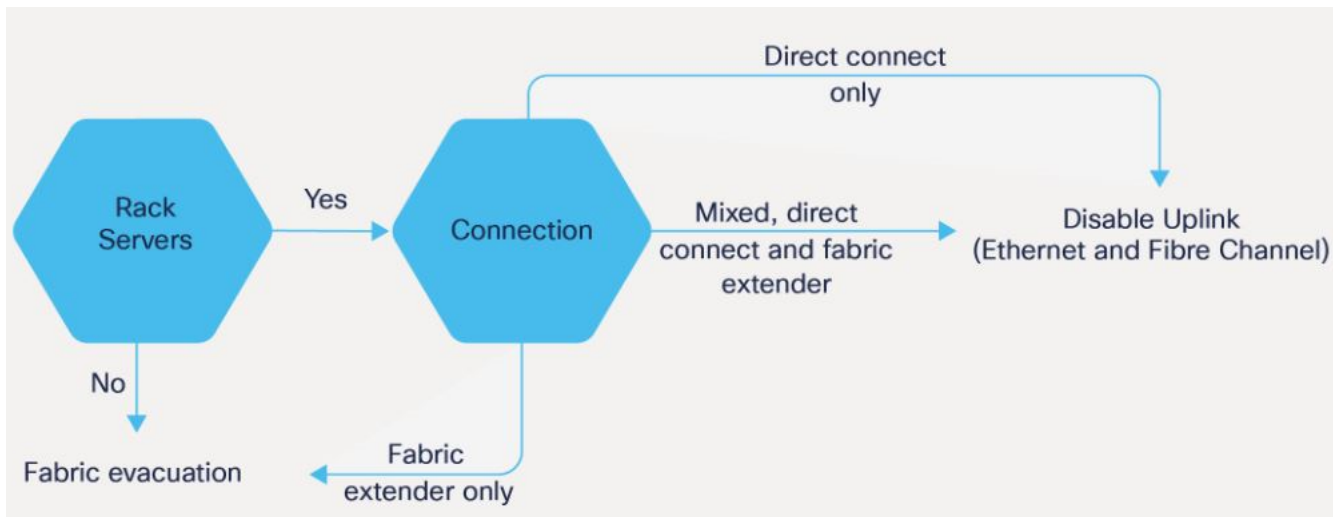 Direct connect
only
Rack
Servers
Yes
Connection
Mixed, direct
connect and fabric
extender
Disable Uplink
(Ethernet and Fibre Channel)
No
Fabric evacuation
Fabric
extender only